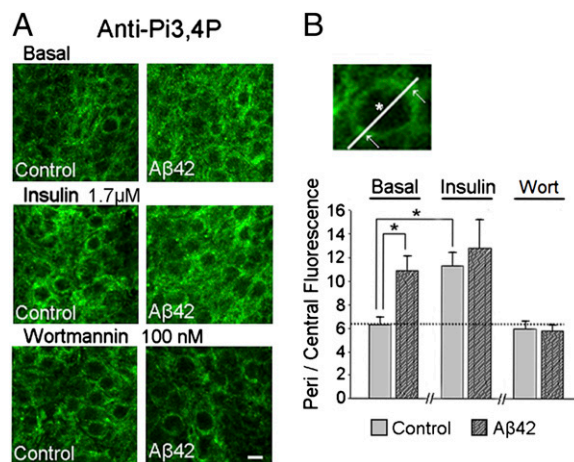 A
Anti-Pi3,4P
Basal
Control
Aβ42
Insulin 1.7µM
Control
Aβ42
Wortmannin 100 nM
Control
Aβ42
B
*
Basal Insulin Wort
Peri / Central Fluorescence
16
14
12
10
8
6
4
2
0
*
*
Control Aβ42